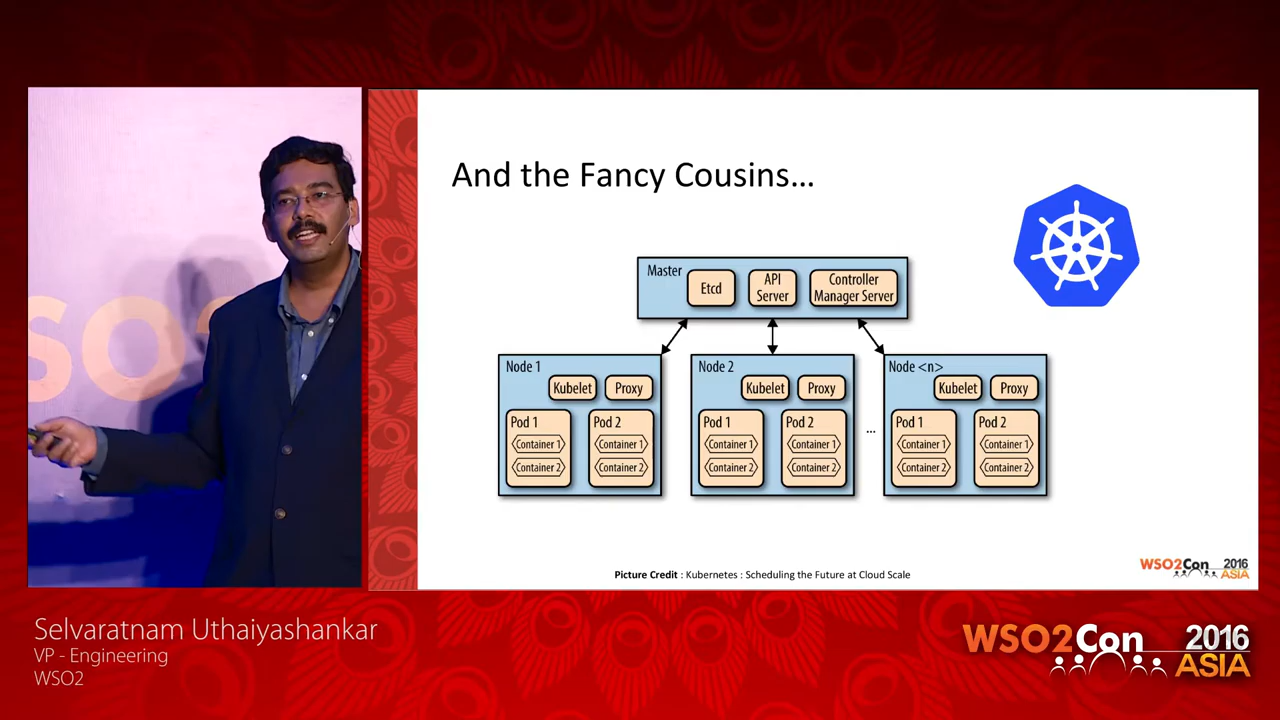 And the Fancy Cousins...
Master
Etcd
API
Server
Controller
Manager Server
Node 1
Kubelet
Proxy
Pod 1
Container 1
Container 2
Pod 2
Container 1
Container 2
Node 2
Kubelet
Proxy
Pod 1
Container 1
Container 2
Pod 2
Container 1
Container 2
...
Node <n>
Kubelet
Proxy
Pod 1
Container 1
Container 2
Pod 2
Container 1
Container 2
Picture Credit : Kubernetes : Scheduling the Future at Cloud Scale
WSO2Con 2016
ASIA
Selvaratnam Uthaiyashankar
VP - Engineering
WSO2
WSO2Con 2016
ASIA